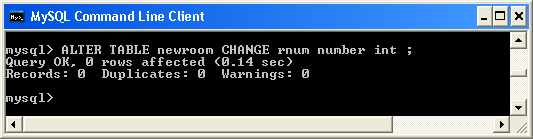 MySQL Command Line Client
mysql> ALTER TABLE newroom CHANGE rnum number int ;
Query OK, 0 rows affected (0.14 sec)
Records: 0  Duplicates: 0  Warnings: 0
mysql>